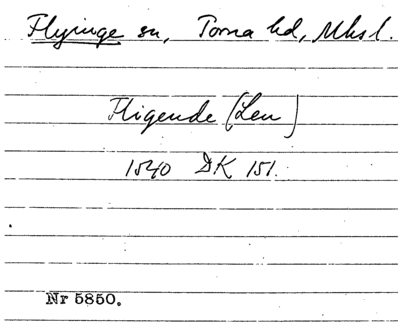 Flyinge sn, Torna hd, Mhsl.
Fligende (Len)
1540 DK 151.
Nr 5850.